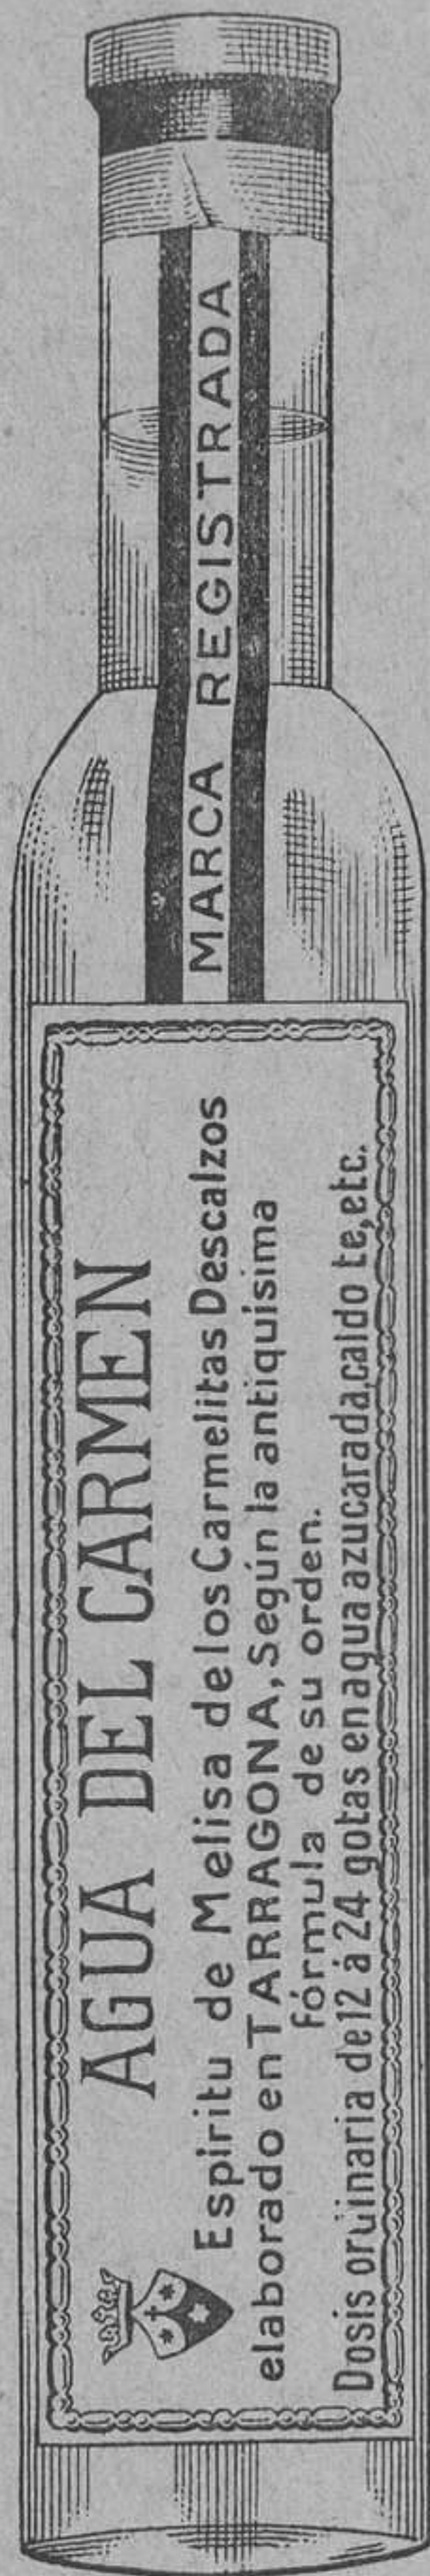 MARCA REGISTRADA
AGUA DEL CARMEN
Espiritu de Melisa de los Carmelitas Descalzos
elaborado en TARRAGONA, Según la antiquisima
fórmula de su orden.
Dosis oruinaria de 12 á 24 gotas en agua azucarada, caldo te, etc.